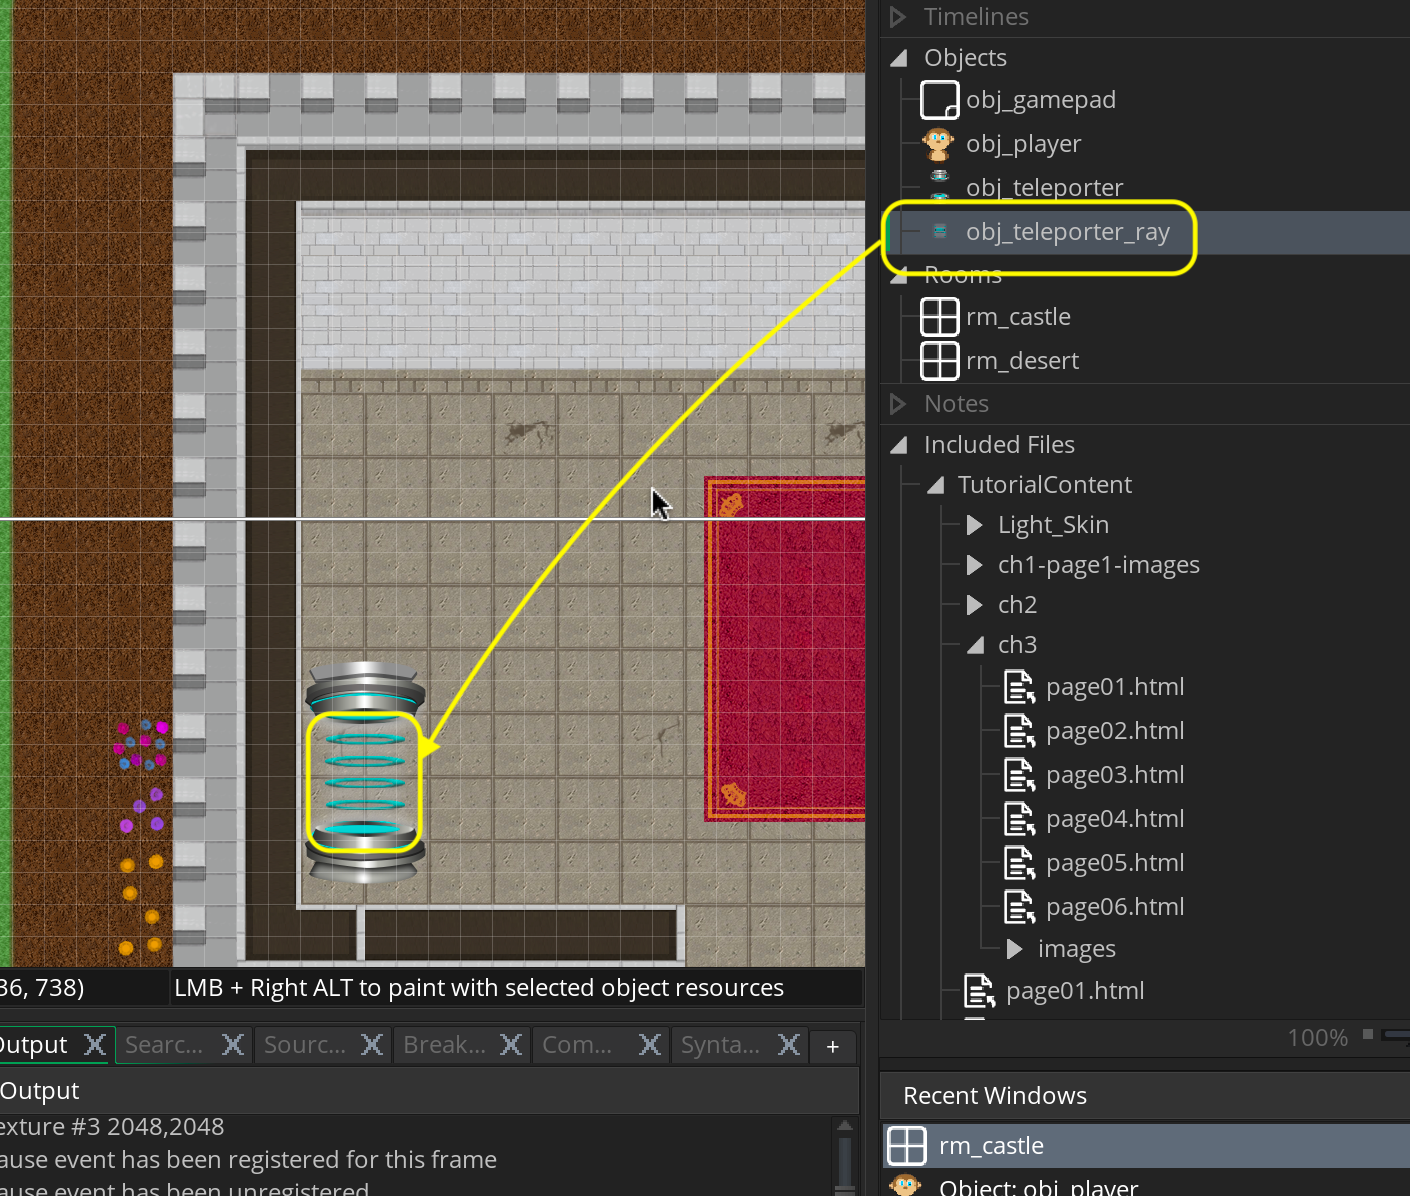 Timelines
Objects
obj_gamepad
obj_player
obj_teleporter
obj_teleporter_ray
Rooms
rm_castle
rm_desert
Notes
Included Files
TutorialContent
Light_Skin
ch1-page1-images
ch2
ch3
page01.html
page02.html
page03.html
page04.html
page05.html
page06.html
images
page01.html
100%
Recent Windows
rm_castle
Object: obj_player
36, 738)
LMB + Right ALT to paint with selected object resources
Output
Searc...
Sourc...
Break...
Com...
Synta...
+
Output
exture #3 2048,2048
ause event has been registered for this frame
ause event has been unregistered